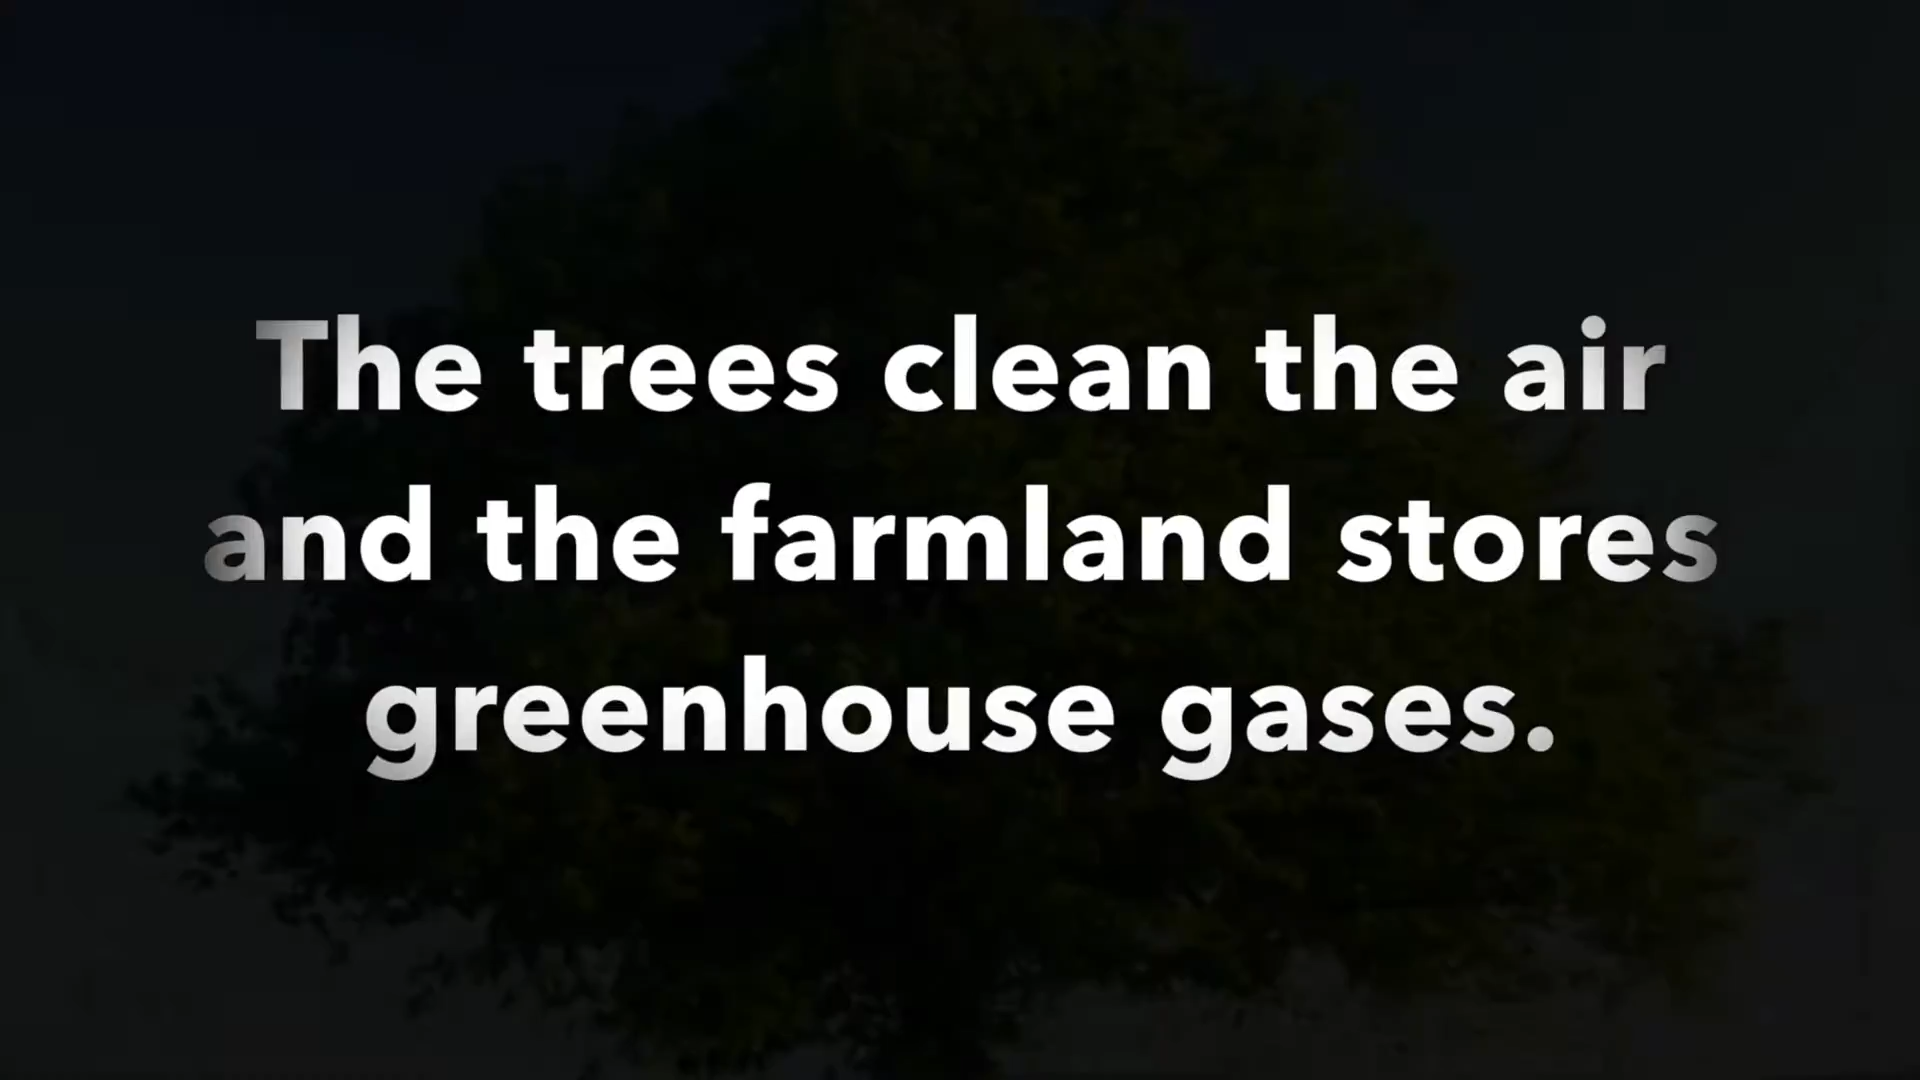 The trees clean the air
and the farmland stores
greenhouse gases.